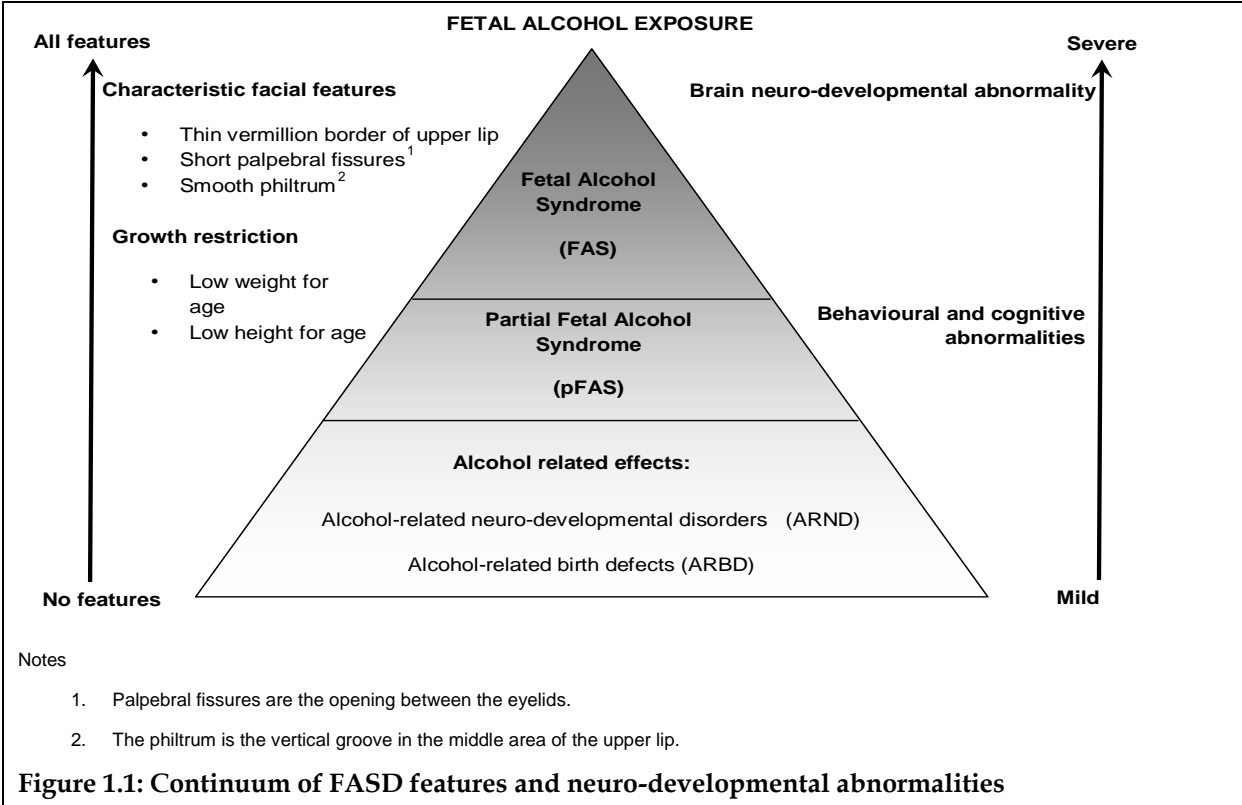 FETAL ALCOHOL EXPOSURE
All features
Characteristic facial features
• Thin vermillion border of upper lip
• Short palpebral fissures1
• Smooth philtrum2
Growth restriction
• Low weight for
age
• Low height for age
No features
Fetal Alcohol
Syndrome
(FAS)
Partial Fetal Alcohol
Syndrome
(pFAS)
Alcohol related effects:
Alcohol-related neuro-developmental disorders (ARND)
Alcohol-related birth defects (ARBD)
Severe
Brain neuro-developmental abnormality
Behavioural and cognitive
abnormalities
Mild
Notes
1. Palpebral fissures are the opening between the eyelids.
2. The philtrum is the vertical groove in the middle area of the upper lip.
Figure 1.1: Continuum of FASD features and neuro-developmental abnormalities